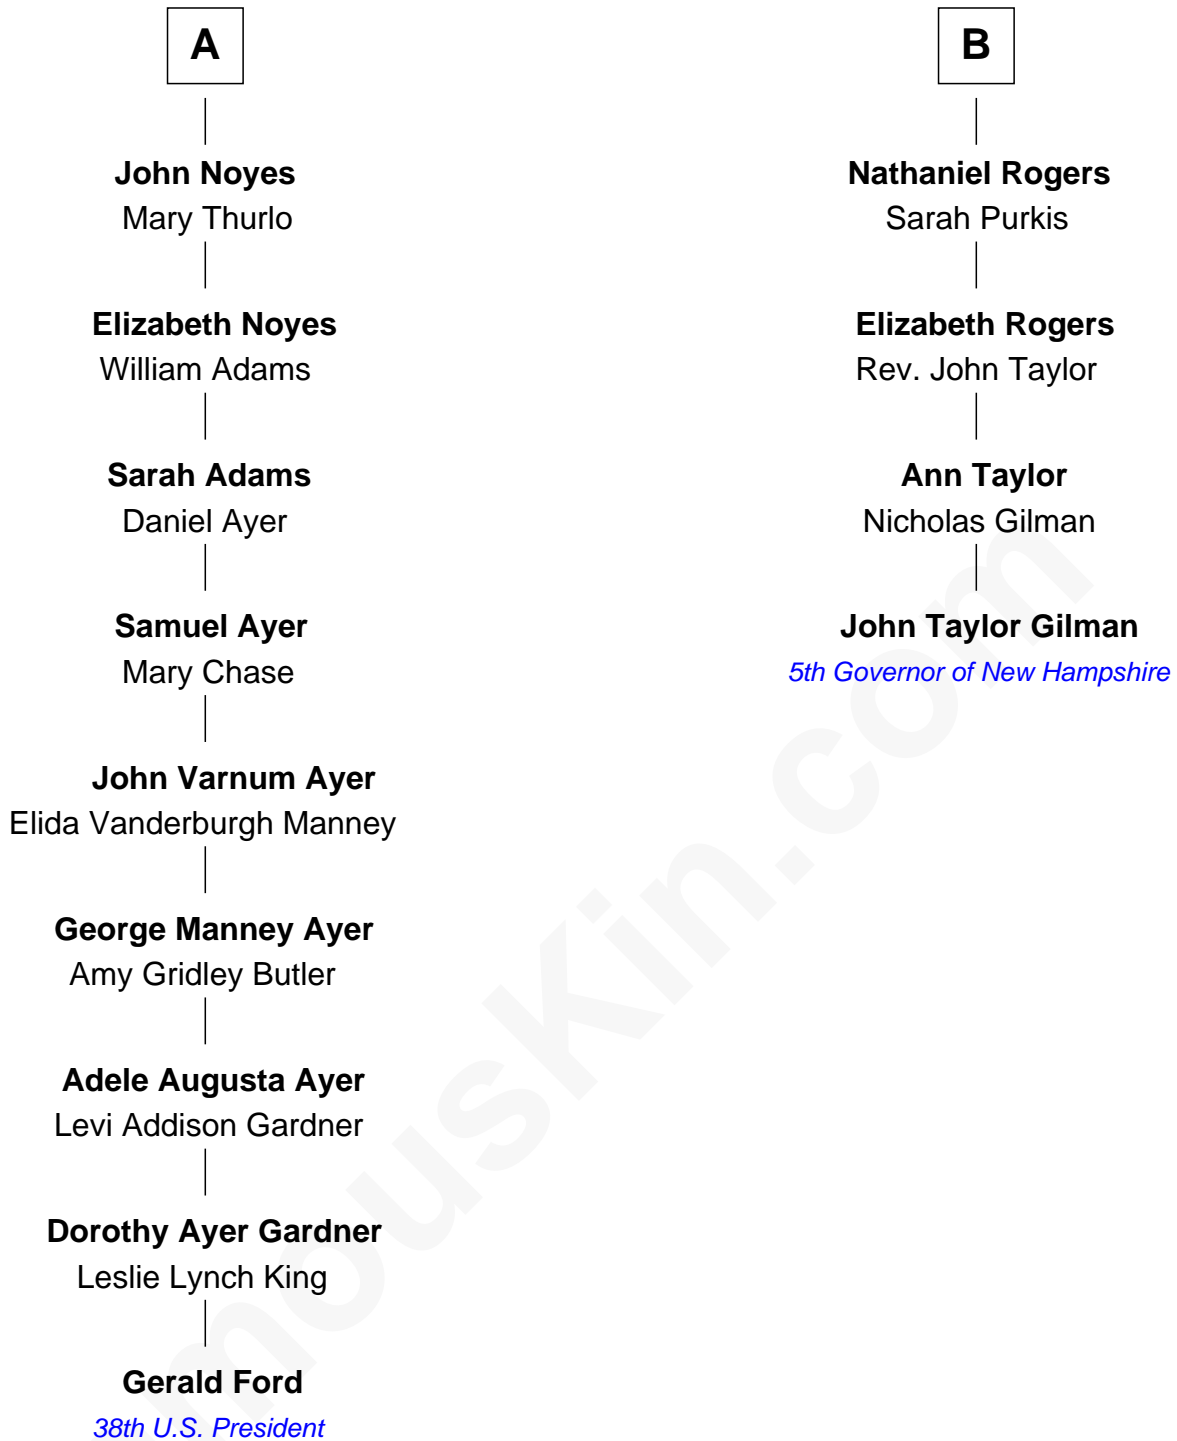 A
John Noyes
Mary Thurlo
Elizabeth Noyes
William Adams
Sarah Adams
Daniel Ayer
Samuel Ayer
Mary Chase
John Varnum Ayer
Elida Vanderburgh Manney
George Manney Ayer
Amy Gridley Butler
Adele Augusta Ayer
Levi Addison Gardner
Dorothy Ayer Gardner
Leslie Lynch King
Gerald Ford
38th U.S. President
B
Nathaniel Rogers
Sarah Purkis
Elizabeth Rogers
Rev. John Taylor
Ann Taylor
Nicholas Gilman
John Taylor Gilman
5th Governor of New Hampshire
mousKin.com